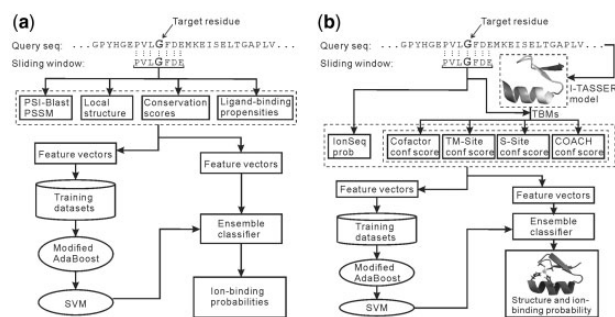 (a)
Target residue
Query seq: ...GPYHGEPVLGFDEMKEISELTGAPLV...
Sliding window: PVLGFDE
PSI-Blast PSSM
Local structure
Conservation scores
Ligand-binding propensities
Feature vectors
Feature vectors
Training datasets
Ensemble classifier
Modified AdaBoost
SVM
Ion-binding probabilities
(b)
Target residue
Query seq: ...GPYHGEPVLGFDEMKEISELTGAPLV...
Sliding window: PVLGFDE
I-TASSER model
TBMs
IonSeq prob
Cofactor conf score
TM-Site conf score
S-Site conf score
COACH conf score
Feature vectors
Feature vectors
Training datasets
Ensemble classifier
Modified AdaBoost
SVM
Structure and ion-binding probability